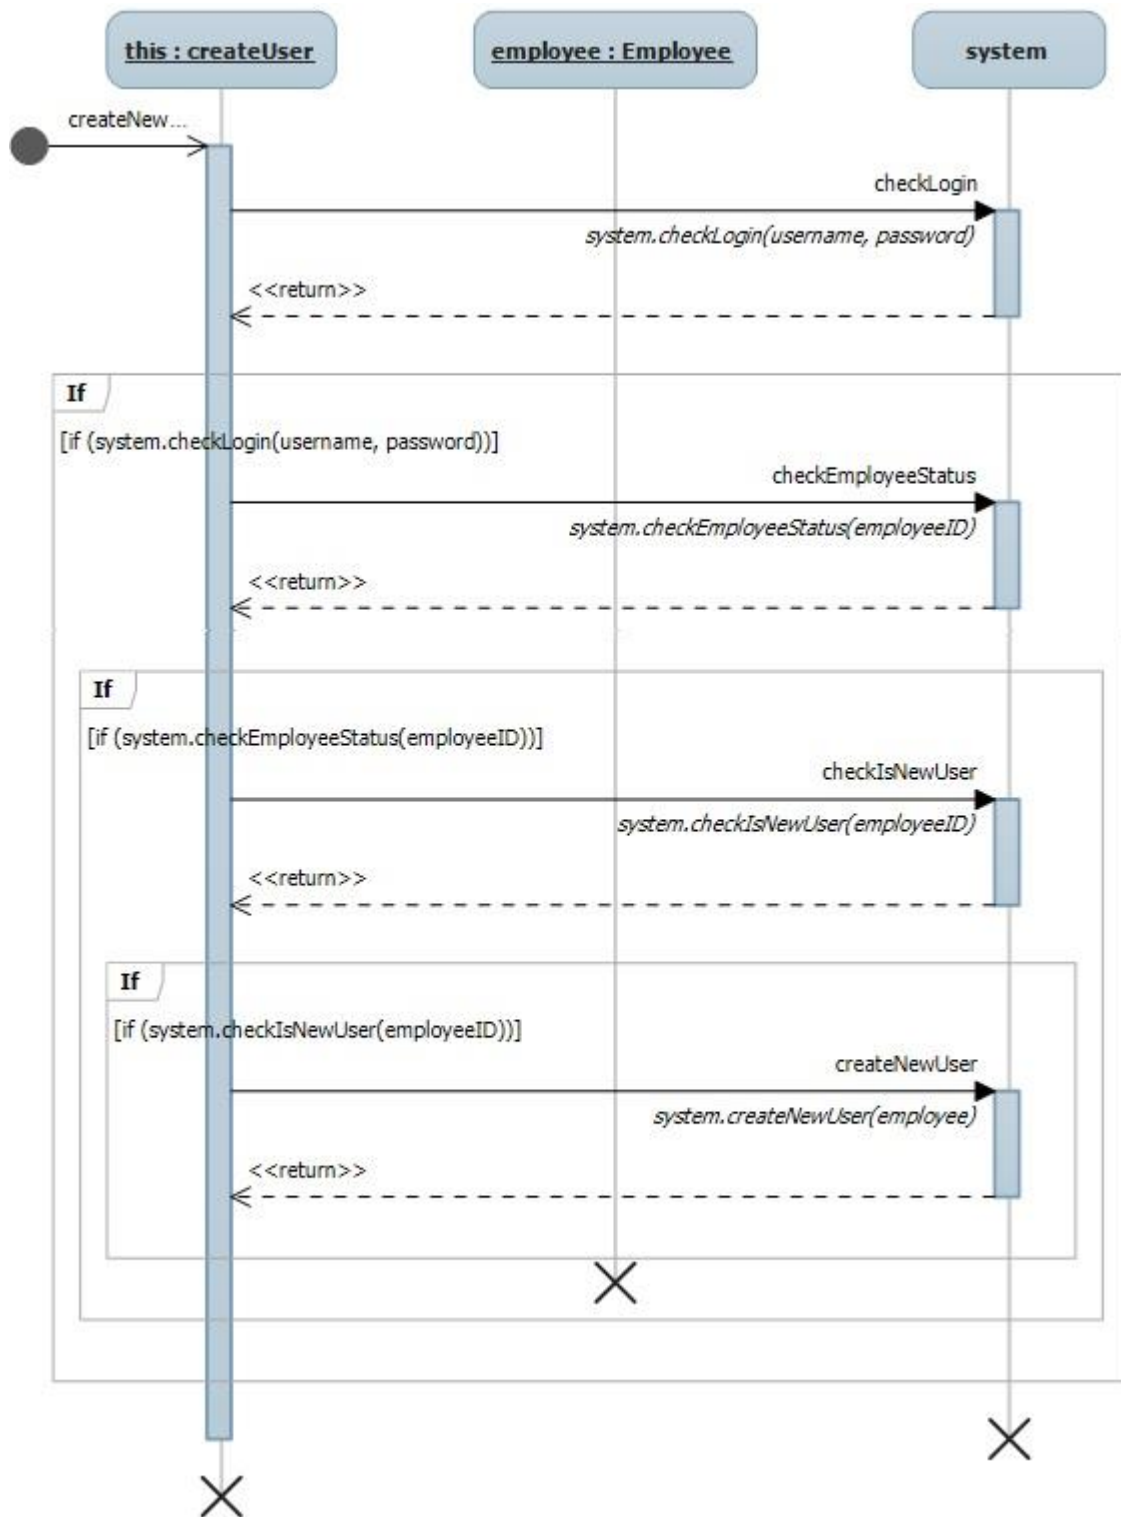 this : createUser
employee : Employee
system
createNew...
checkLogin
system.checkLogin(username, password)
<<return>>
If
[if (system.checkLogin(username, password))]
checkEmployeeStatus
system.checkEmployeeStatus(employeeID)
<<return>>
If
[if (system.checkEmployeeStatus(employeeID))]
checkIsNewUser
system.checkIsNewUser(employeeID)
<<return>>
If
[if (system.checkIsNewUser(employeeID))]
createNewUser
system.createNewUser(employee)
<<return>>